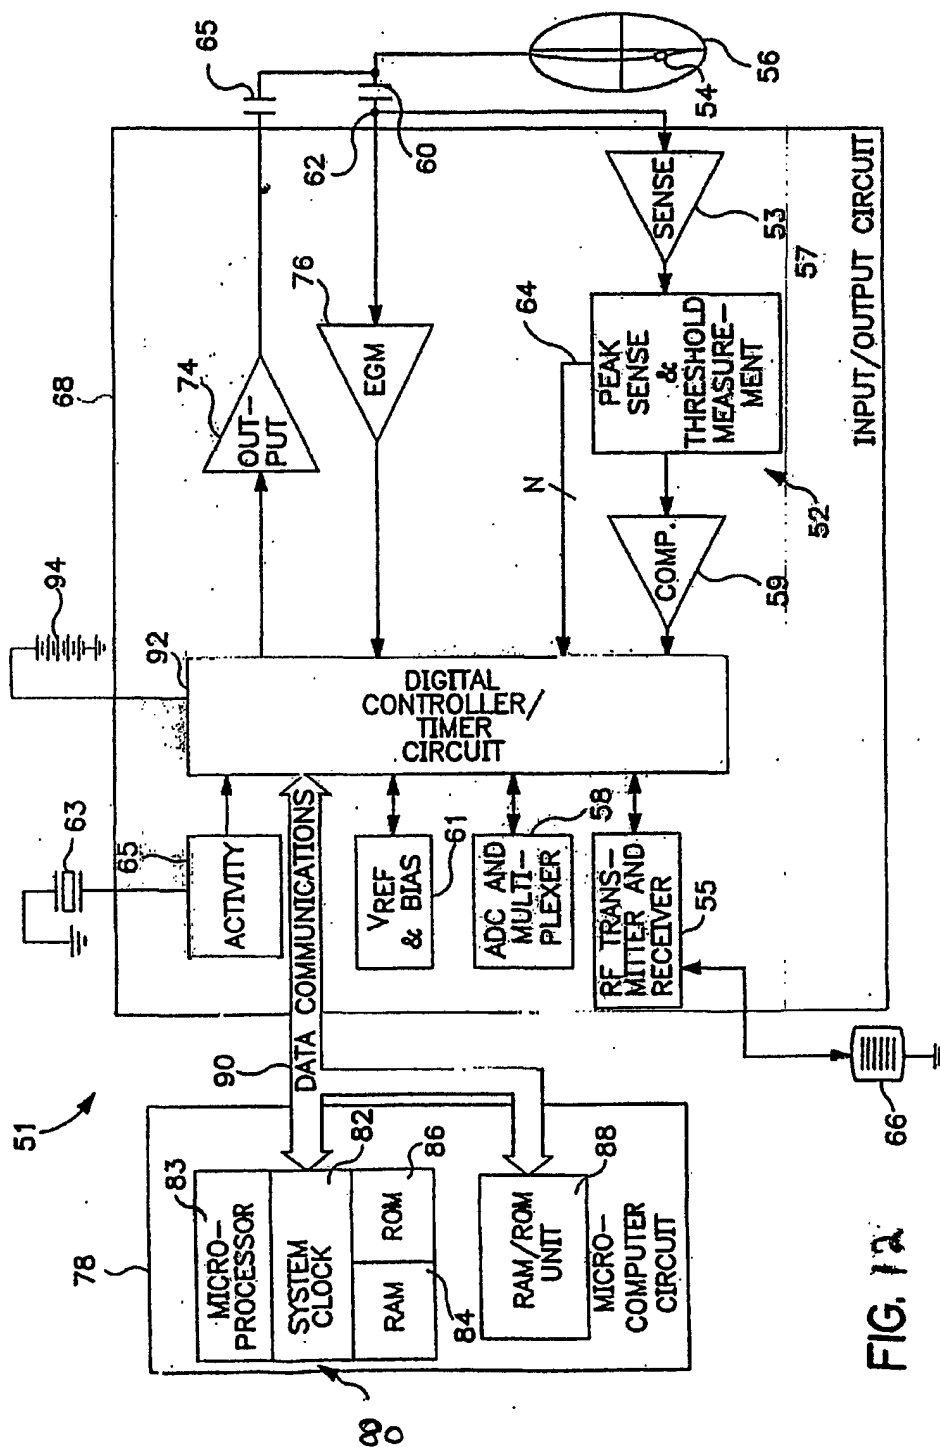 51
78
83
MICRO-
PROCESSOR
SYSTEM
CLOCK
82
RAM
84
ROM
86
80
RAM/ROM
UNIT
88
MICRO-
COMPUTER
CIRCUIT
90
DATA COMMUNICATIONS
63
65
ACTIVITY
VREF
& BIAS
61
ADC AND
MULTI-
PLEXER
58
RF TRANS-
MITTER AND
RECEIVER
55
66
94
92
DIGITAL
CONTROLLER/
TIMER
CIRCUIT
68
74
OUT-
PUT
76
EGM
65
62
60
64
N
PEAK
SENSE
&
THRESHOLD
MEASURE-
MENT
SENSE
53
COMP.
59
52
57
54
56
INPUT/OUTPUT CIRCUIT
FIG. 12